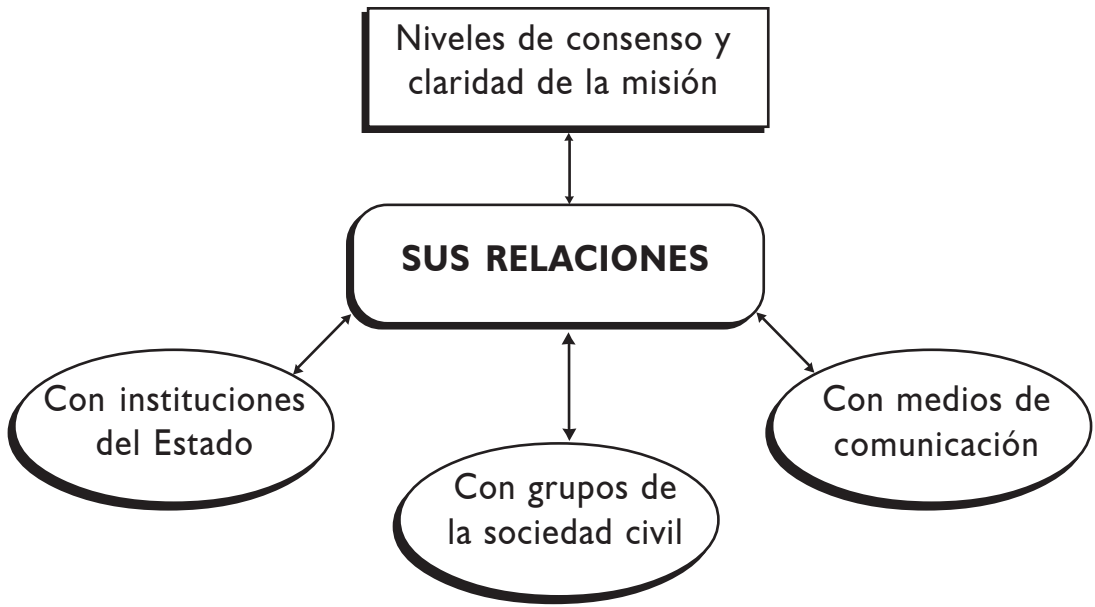 Niveles de consenso y
claridad de la misión
SUS RELACIONES
Con instituciones
del Estado
Con grupos de
la sociedad civil
Con medios de
comunicación